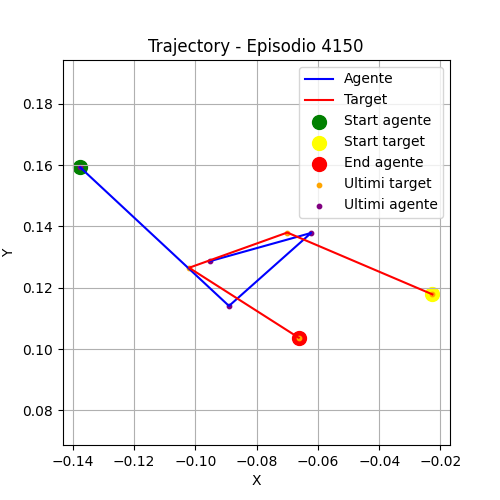 Trajectory - Episodio 4150
Agente
Target
Start agente
Start target
End agente
Ultimi target
Ultimi agente
Y
0.18
0.16
0.14
0.12
0.10
0.08
−0.14 −0.12 −0.10 −0.08 −0.06 −0.04 −0.02
X